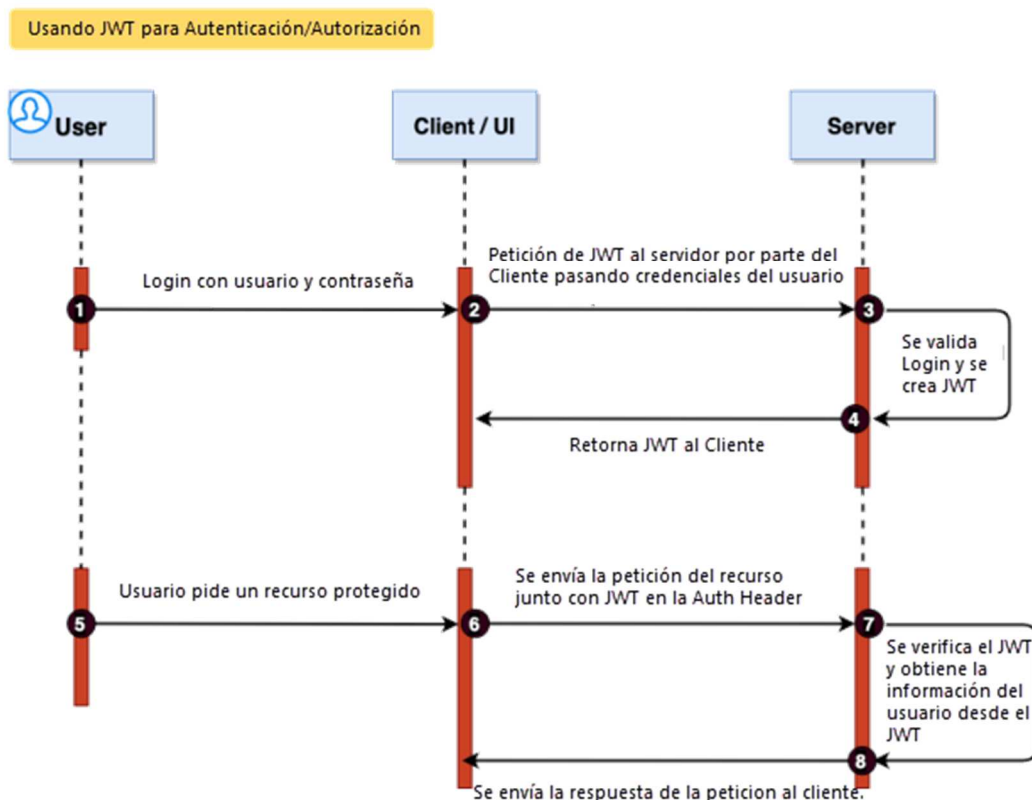 Usando JWT para Autenticación/Autorización
User
Client / UI
Server
Login con usuario y contraseña
Petición de JWT al servidor por parte del
Cliente pasando credenciales del usuario
1
2
3
Se valida
Login y se
crea JWT
4
Retorna JWT al Cliente
Usuario pide un recurso protegido
Se envía la petición del recurso
junto con JWT en la Auth Header
5
6
7
Se verifica el JWT
y obtiene la
información del
usuario desde el
JWT
8
Se envía la respuesta de la peticion al cliente.